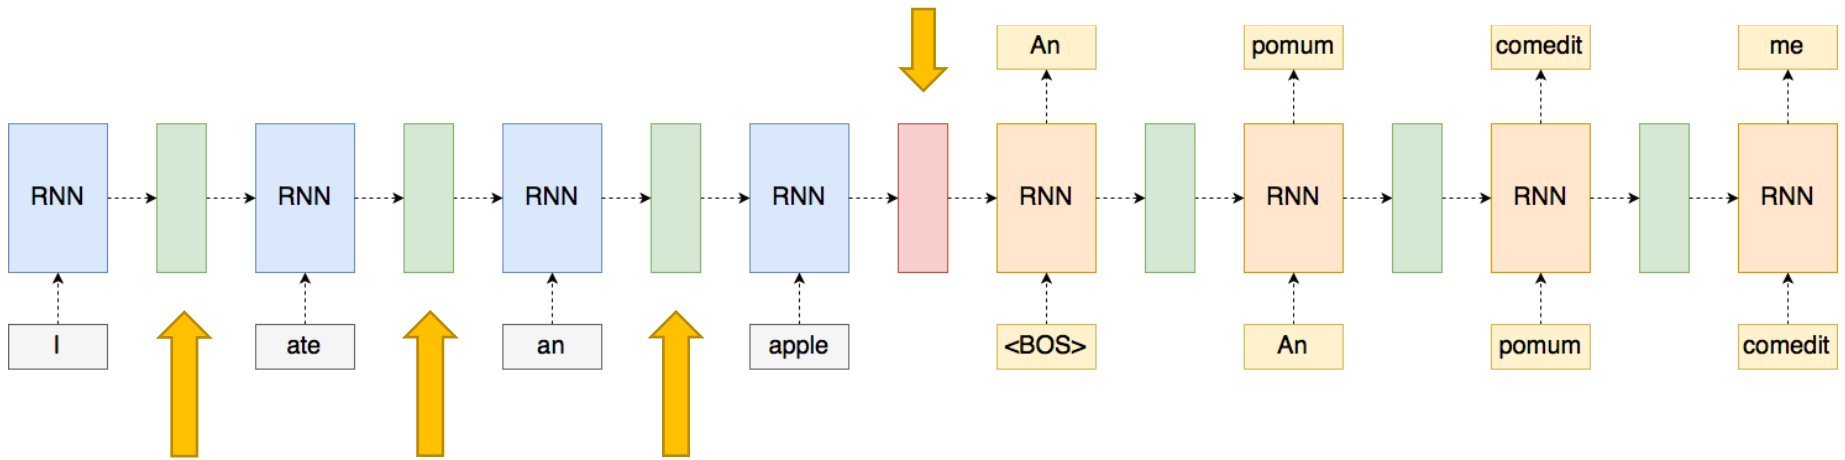 An pomum comedit me
RNN RNN RNN RNN RNN RNN RNN RNN
I ate an apple <BOS> An pomum comedit